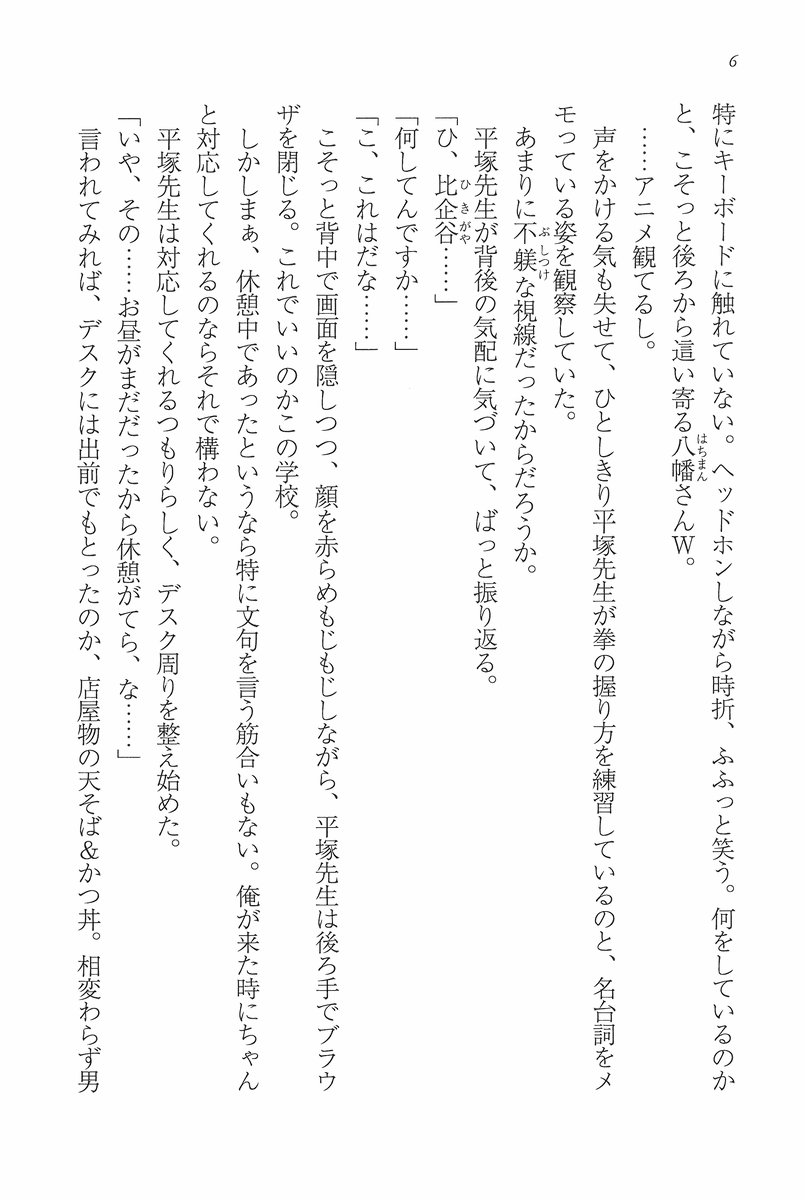 6
特にキーボードに触れていない。ヘッドホンしながら時折、ふふっと笑う。何をしているのか
と、こそっと後ろから這い寄る八幡さんW。
はちまん
……アニメ観てるし。
声をかける気も失せて、ひとしきり平塚先生が拳の握り方を練習しているのと、名台詞をメ
モっている姿を観察していた。
あまりに不躾な視線だったからだろうか。
ぶしつけ
平塚先生が背後の気配に気づいて、ばっと振り返る。
「ひ、比企谷……」
ひきがや
「何してんですか……」
「こ、これはだな……」
こそっと背中で画面を隠しつつ、顔を赤らめもじもじしながら、平塚先生は後ろ手でブラウ
ザを閉じる。これでいいのかこの学校。
しかしまぁ、休憩中であったというなら特に文句を言う筋合いもない。俺が来た時にちゃん
と対応してくれるのならそれで構わない。
平塚先生は対応してくれるつもりらしく、デスク周りを整え始めた。
「いや、その……お昼がまだだったから休憩がてら、な……」
言われてみれば、デスクには出前でもとったのか、店屋物の天そば＆かつ丼。相変わらず男